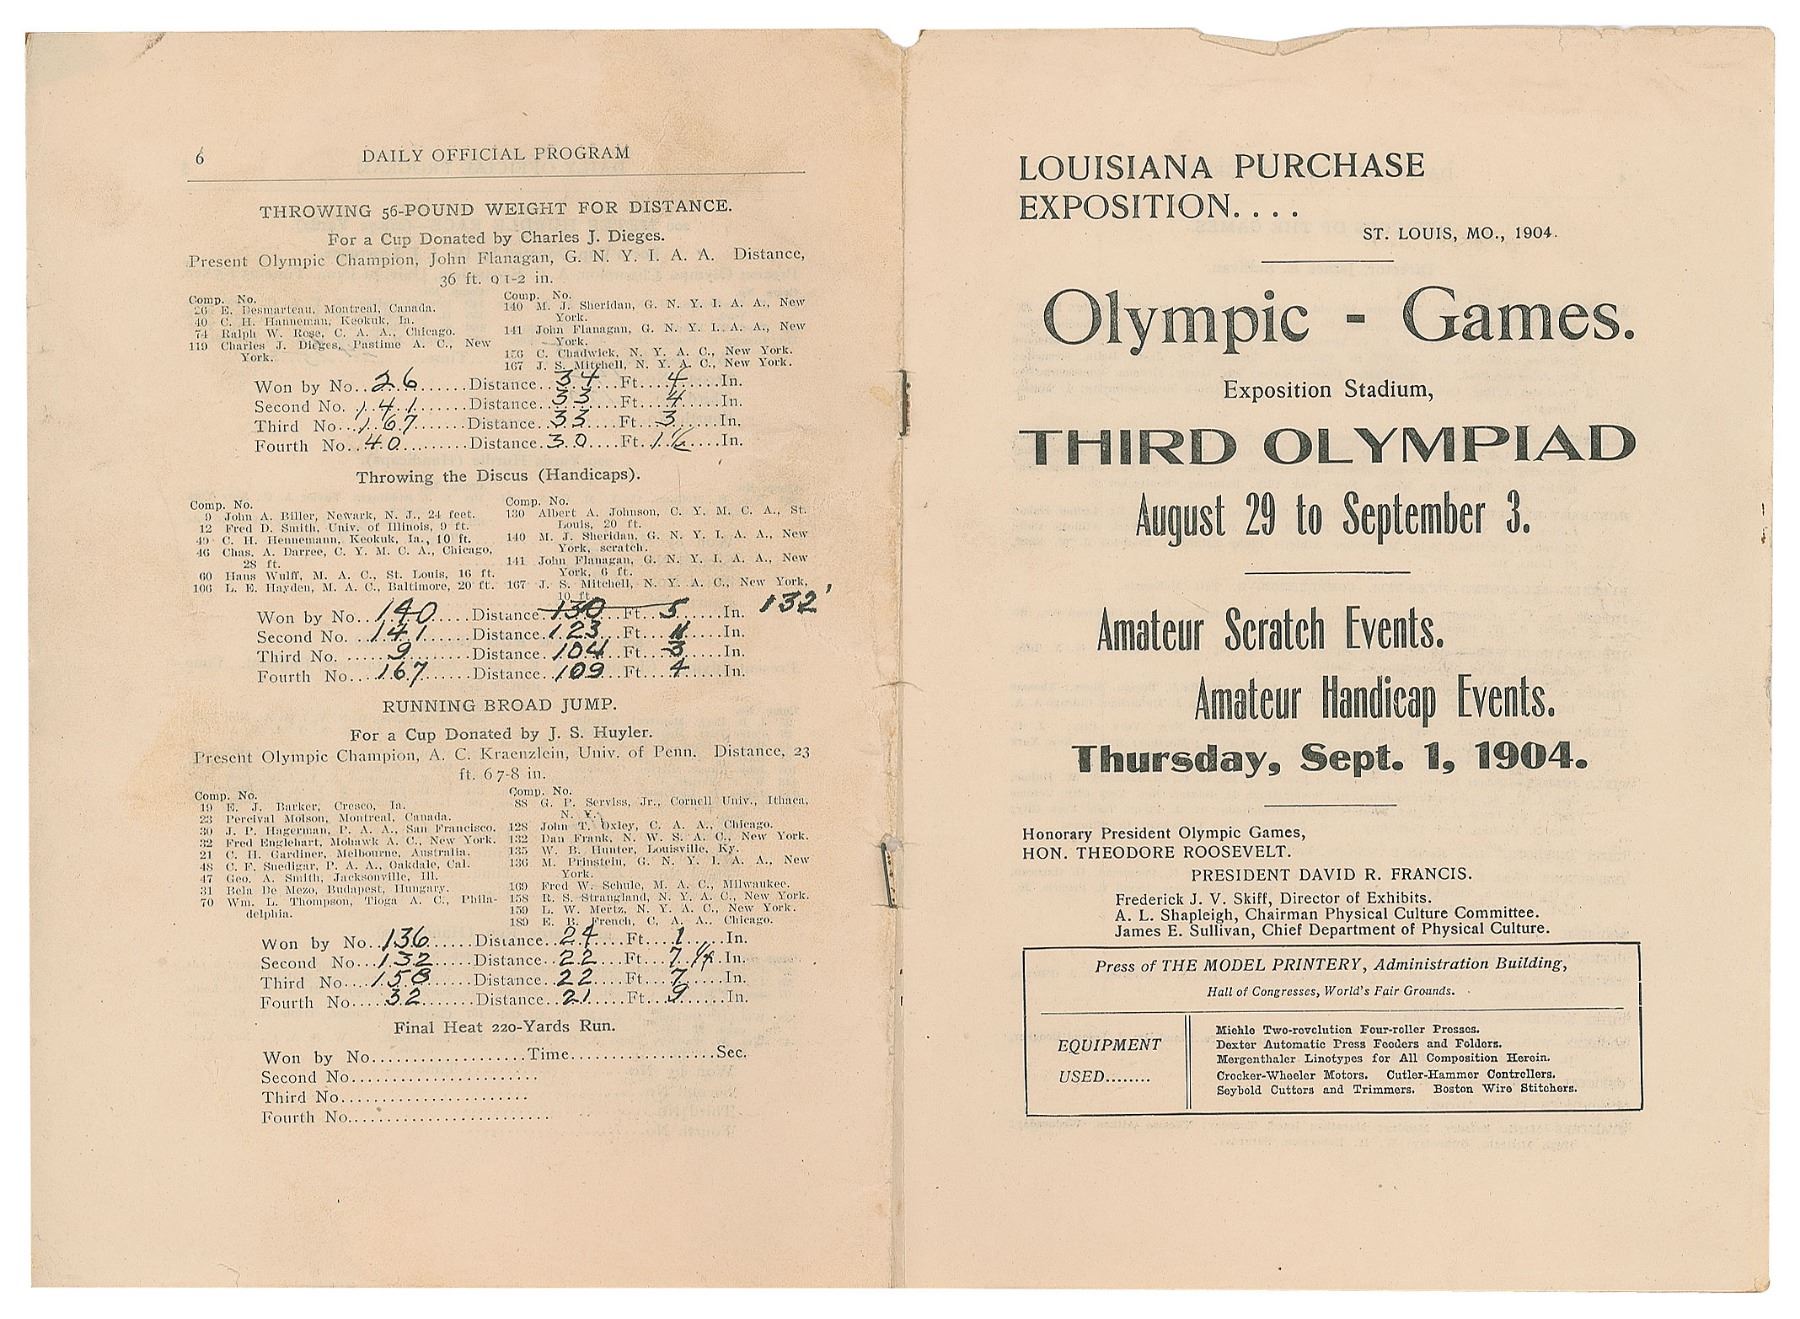 6 DAILY OFFICIAL PROGRAM
THROWING 56-POUND WEIGHT FOR DISTANCE.
For a Cup Donated by Charles J. Dieges.
Present Olympic Champion, John Flanagan, G. N. Y. I. A. A. Distance,
36 ft. 9 1-2 in.
Comp. No.
26 E. Desmarteau, Montreal, Canada.
40 C. H. Hanneman, Keokuk, Ia.
74 Ralph W. Rose, C. A. A., Chicago.
119 Charles J. Dieges, Pastime A. C., New
York.
Comp. No.
140 M. J. Sheridan, G. N. Y. I. A. A., New
York.
141 John Flanagan, G. N. Y. I. A. A., New
York.
156 C. Chadwick, N. Y. A. C., New York.
167 J. S. Mitchell, N. Y. A. C., New York.
Won by No..26......Distance..34...Ft...4....In.
Second No. .141.......Distance..33....Ft...4....In.
Third No...167......Distance..33....Ft...3....In.
Fourth No..40.......Distance..30....Ft.. ....In.
Throwing the Discus (Handicaps).
Comp. No.
9 John A. Biller, Newark, N. J., 24 feet.
12 Fred D. Smith, Univ. of Illinois, 9 ft.
40 C. H. Hennemann, Keokuk, Ia., 10 ft.
46 Chas. A. Darree, C. Y. M. C. A., Chicago,
28 ft.
60 Hans Wulff, M. A. C., St. Louis, 16 ft.
106 L. E. Hayden, M. A. C., Baltimore, 20 ft.
Comp. No.
130 Albert A. Johnson, C. Y. M. C. A., St.
Louis, 20 ft.
140 M. J. Sheridan, G. N. Y. I. A. A., New
York, scratch.
141 John Flanagan, G. N. Y. I. A. A., New
York, 6 ft.
167 J. S. Mitchell, N. Y. A. C., New York,
10 ft.
Won by No..140.....Distance.130...Ft...5....In. 132'
Second No. ..141......Distance.123...Ft...11....In.
Third No. .....9........Distance.104...Ft...3....In.
Fourth No....167......Distance..109...Ft...4....In.
RUNNING BROAD JUMP.
For a Cup Donated by J. S. Huyler.
Present Olympic Champion, A. C. Kraenzlein, Univ. of Penn. Distance, 23
ft. 6 7-8 in.
Comp. No.
19 E. J. Barker, Cresco, Ia.
23 Percival Molson, Montreal, Canada.
30 J. P. Hagerman, P. A. A., San Francisco.
32 Fred Englehart, Mohawk A. C., New York.
21 C. H. Gardiner, Melbourne, Australia.
48 C. F. Snedigar, P. A. A., Oakdale, Cal.
47 Geo. A. Smith, Jacksonville, Ill.
31 Bela De Mezo, Budapest, Hungary.
70 Wm. L. Thompson, Tioga A. C., Phila-
delphia.
Comp. No.
88 G. P. Serviss, Jr., Cornell Univ., Ithaca,
N. Y.
128 John T. Oxley, C. A. A., Chicago.
132 Dan Frank, N. W. S. A. C., New York.
135 W. B. Hunter, Louisville, Ky.
136 M. Prinstein, G. N. Y. I. A. A., New
York.
169 Fred W. Schule, M. A. C., Milwaukee.
158 R. S. Strangland, N. Y. A. C., New York.
159 L. W. Mertz, N. Y. A. C., New York.
189 E. R. French, C. A. A., Chicago.
Won by No..136......Distance..24....Ft....1....In.
Second No...132......Distance..22....Ft...7 1/4.In.
Third No....158......Distance..22....Ft...7....In.
Fourth No....32.......Distance..21....Ft...9....In.
Final Heat 220-Yards Run.
Won by No.................Time.................Sec.
Second No.......................
Third No.......................
Fourth No.........................
LOUISIANA PURCHASE
EXPOSITION....
ST. LOUIS, MO., 1904.
Olympic - Games.
Exposition Stadium,
THIRD OLYMPIAD
August 29 to September 3.
Amateur Scratch Events.
Amateur Handicap Events.
Thursday, Sept. 1, 1904.
Honorary President Olympic Games,
HON. THEODORE ROOSEVELT.
PRESIDENT DAVID R. FRANCIS.
Frederick J. V. Skiff, Director of Exhibits.
A. L. Shapleigh, Chairman Physical Culture Committee.
James E. Sullivan, Chief Department of Physical Culture.
Press of THE MODEL PRINTERY, Administration Building,
Hall of Congresses, World's Fair Grounds.
EQUIPMENT
USED........
Miehle Two-revolution Four-roller Presses.
Dexter Automatic Press Feeders and Folders.
Mergenthaler Linotypes for All Composition Herein.
Crocker-Wheeler Motors. Cutler-Hammer Controllers.
Seybold Cutters and Trimmers. Boston Wire Stitchers.